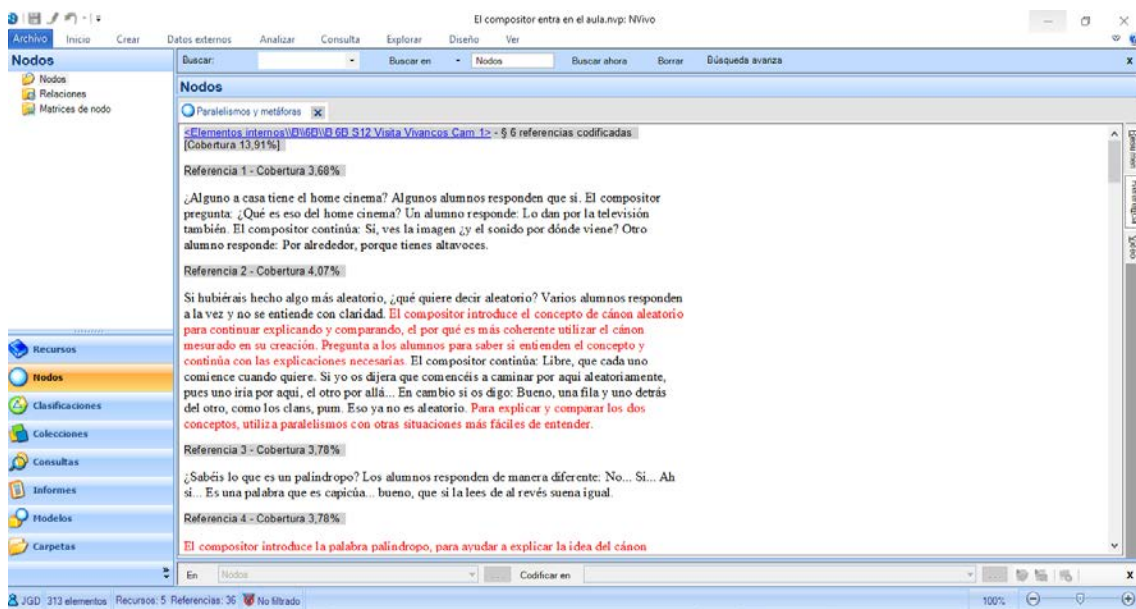 El compositor entra en el aula.nvp: NVivo
Archivo Inicio Crear Datos externos Analizar Consulta Explorar Diseño Ver
Nodos
Nodos
Relaciones
Matrices de nodo
Recursos
Nodos
Clasificaciones
Colecciones
Consultas
Informes
Modelos
Carpetas
Buscar: Buscar en Nodos Buscar ahora Borrar Búsqueda avanza x
Nodos
Paralelismos y metáforas x
<Elementos internos\\B\\6B\\B 6B S12 Visita Vivancos Cam 1> - § 6 referencias codificadas
[Cobertura 13,91%]
Referencia 1 - Cobertura 3,68%
¿Alguno a casa tiene el home cinema? Algunos alumnos responden que si. El compositor
pregunta: ¿Qué es eso del home cinema? Un alumno responde: Lo dan por la televisión
también. El compositor continúa: Si, ves la imagen ¿y el sonido por dónde viene? Otro
alumno responde: Por alrededor, porque tienes altavoces.
Referencia 2 - Cobertura 4,07%
Si hubiérais hecho algo más aleatorio, ¿qué quiere decir aleatorio? Varios alumnos responden
a la vez y no se entiende con claridad. El compositor introduce el concepto de cánon aleatorio
para continuar explicando y comparando, el por qué es más coherente utilizar el cánon
mesurado en su creación. Pregunta a los alumnos para saber si entienden el concepto y
continúa con las explicaciones necesarias. El compositor continúa: Libre, que cada uno
comience cuando quiere. Si yo os dijera que comencéis a caminar por aquí aleatoriamente,
pues uno iría por aquí, el otro por allá... En cambio si os digo: Bueno, una fila y uno detrás
del otro, como los clans, pum. Eso ya no es aleatorio. Para explicar y comparar los dos
conceptos, utiliza paralelismos con otras situaciones más fáciles de entender.
Referencia 3 - Cobertura 3,78%
¿Sabéis lo que es un palíndropo? Los alumnos responden de manera diferente: No... Si... Ah
si... Es una palabra que es capicúa... bueno, que si la lees de al revés suena igual.
Referencia 4 - Cobertura 3,78%
El compositor introduce la palabra palíndropo, para ayudar a explicar la idea del cánon
En Nodos ... Codificar en ... x
JGD 313 elementos Recursos: 5 Referencias: 36 No filtrado 100%